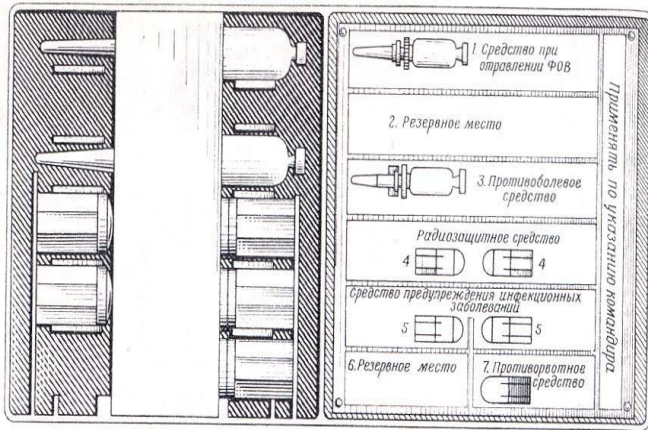 1. Средство при
отравлении ФОВ
2. Резервное место
3. Противоболевое
средство
Радиозащитное средство
4 4
Средство предупреждения инфекционных
заболеваний
5 5
6. Резервное место
7. Противорвотное
средство
Применять по указанию командира